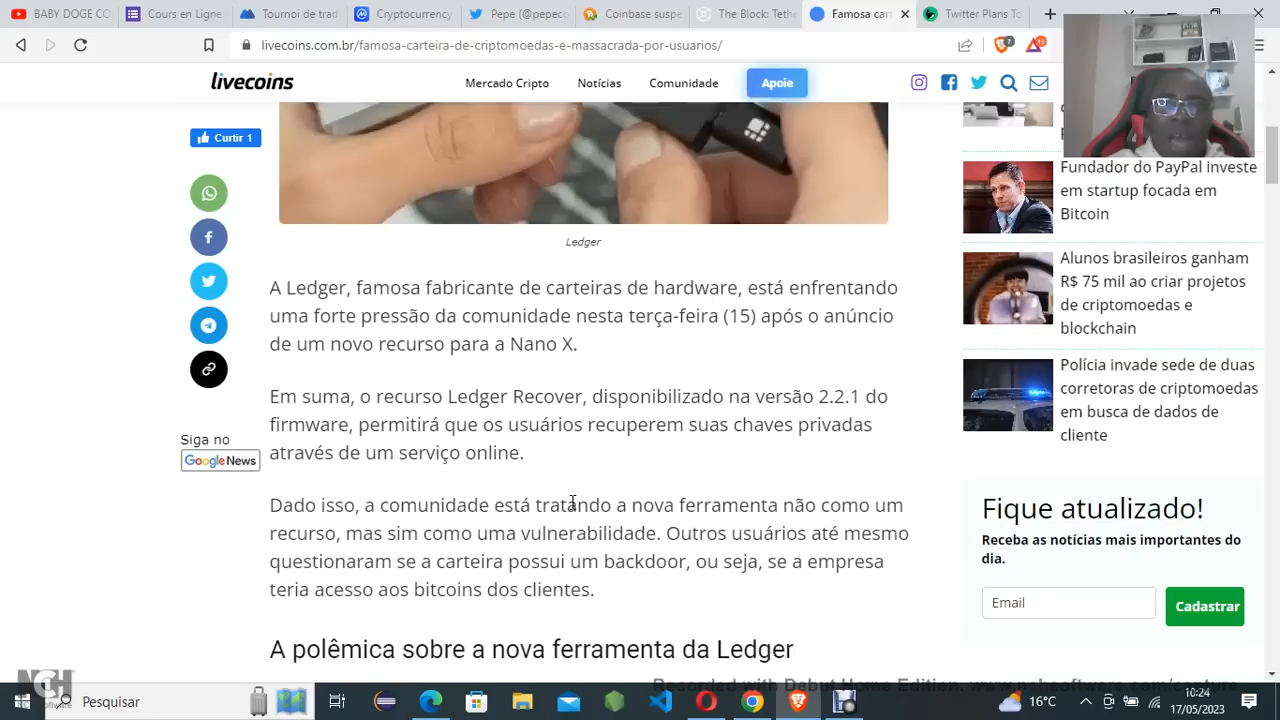 BABY DOGE CO
Cours en Ligne
Tournoi de trad
Cryptocurrency
Pepe (@pepeco
Coinbase suspe
The Block: Teth
Famosa cart
Twitter Plans To
livecoins.com.br/famosa-carteira-de-criptomoedas-e-massacrada-por-usuarios/
7
13
livecoins
Mercado Cripto
Notícias
Comunidade
Apoie
Curtir 1
Ledger
A Ledger, famosa fabricante de carteiras de hardware, está enfrentando
uma forte pressão da comunidade nesta terça-feira (15) após o anúncio
de um novo recurso para a Nano X.
Em suma, o recurso Ledger Recover, disponibilizado na versão 2.2.1 do
firmware, permitirá que os usuários recuperem suas chaves privadas
através de um serviço online.
Dado isso, a comunidade está tratando a nova ferramenta não como um
recurso, mas sim como uma vulnerabilidade. Outros usuários até mesmo
questionaram se a carteira possui um backdoor, ou seja, se a empresa
teria acesso aos bitcoins dos clientes.
A polêmica sobre a nova ferramenta da Ledger
Siga no
Google News
Fundador do PayPal investe
em startup focada em
Bitcoin
Alunos brasileiros ganham
R$ 75 mil ao criar projetos
de criptomoedas e
blockchain
Polícia invade sede de duas
corretoras de criptomoedas
em busca de dados de
cliente
Fique atualizado!
Receba as notícias mais importantes do
dia.
Email
Cadastrar
NCH
Recorded with Debut Home Edition. www.nchsoftware.com/capture
Pesquisar
16°C
10:24
17/05/2023